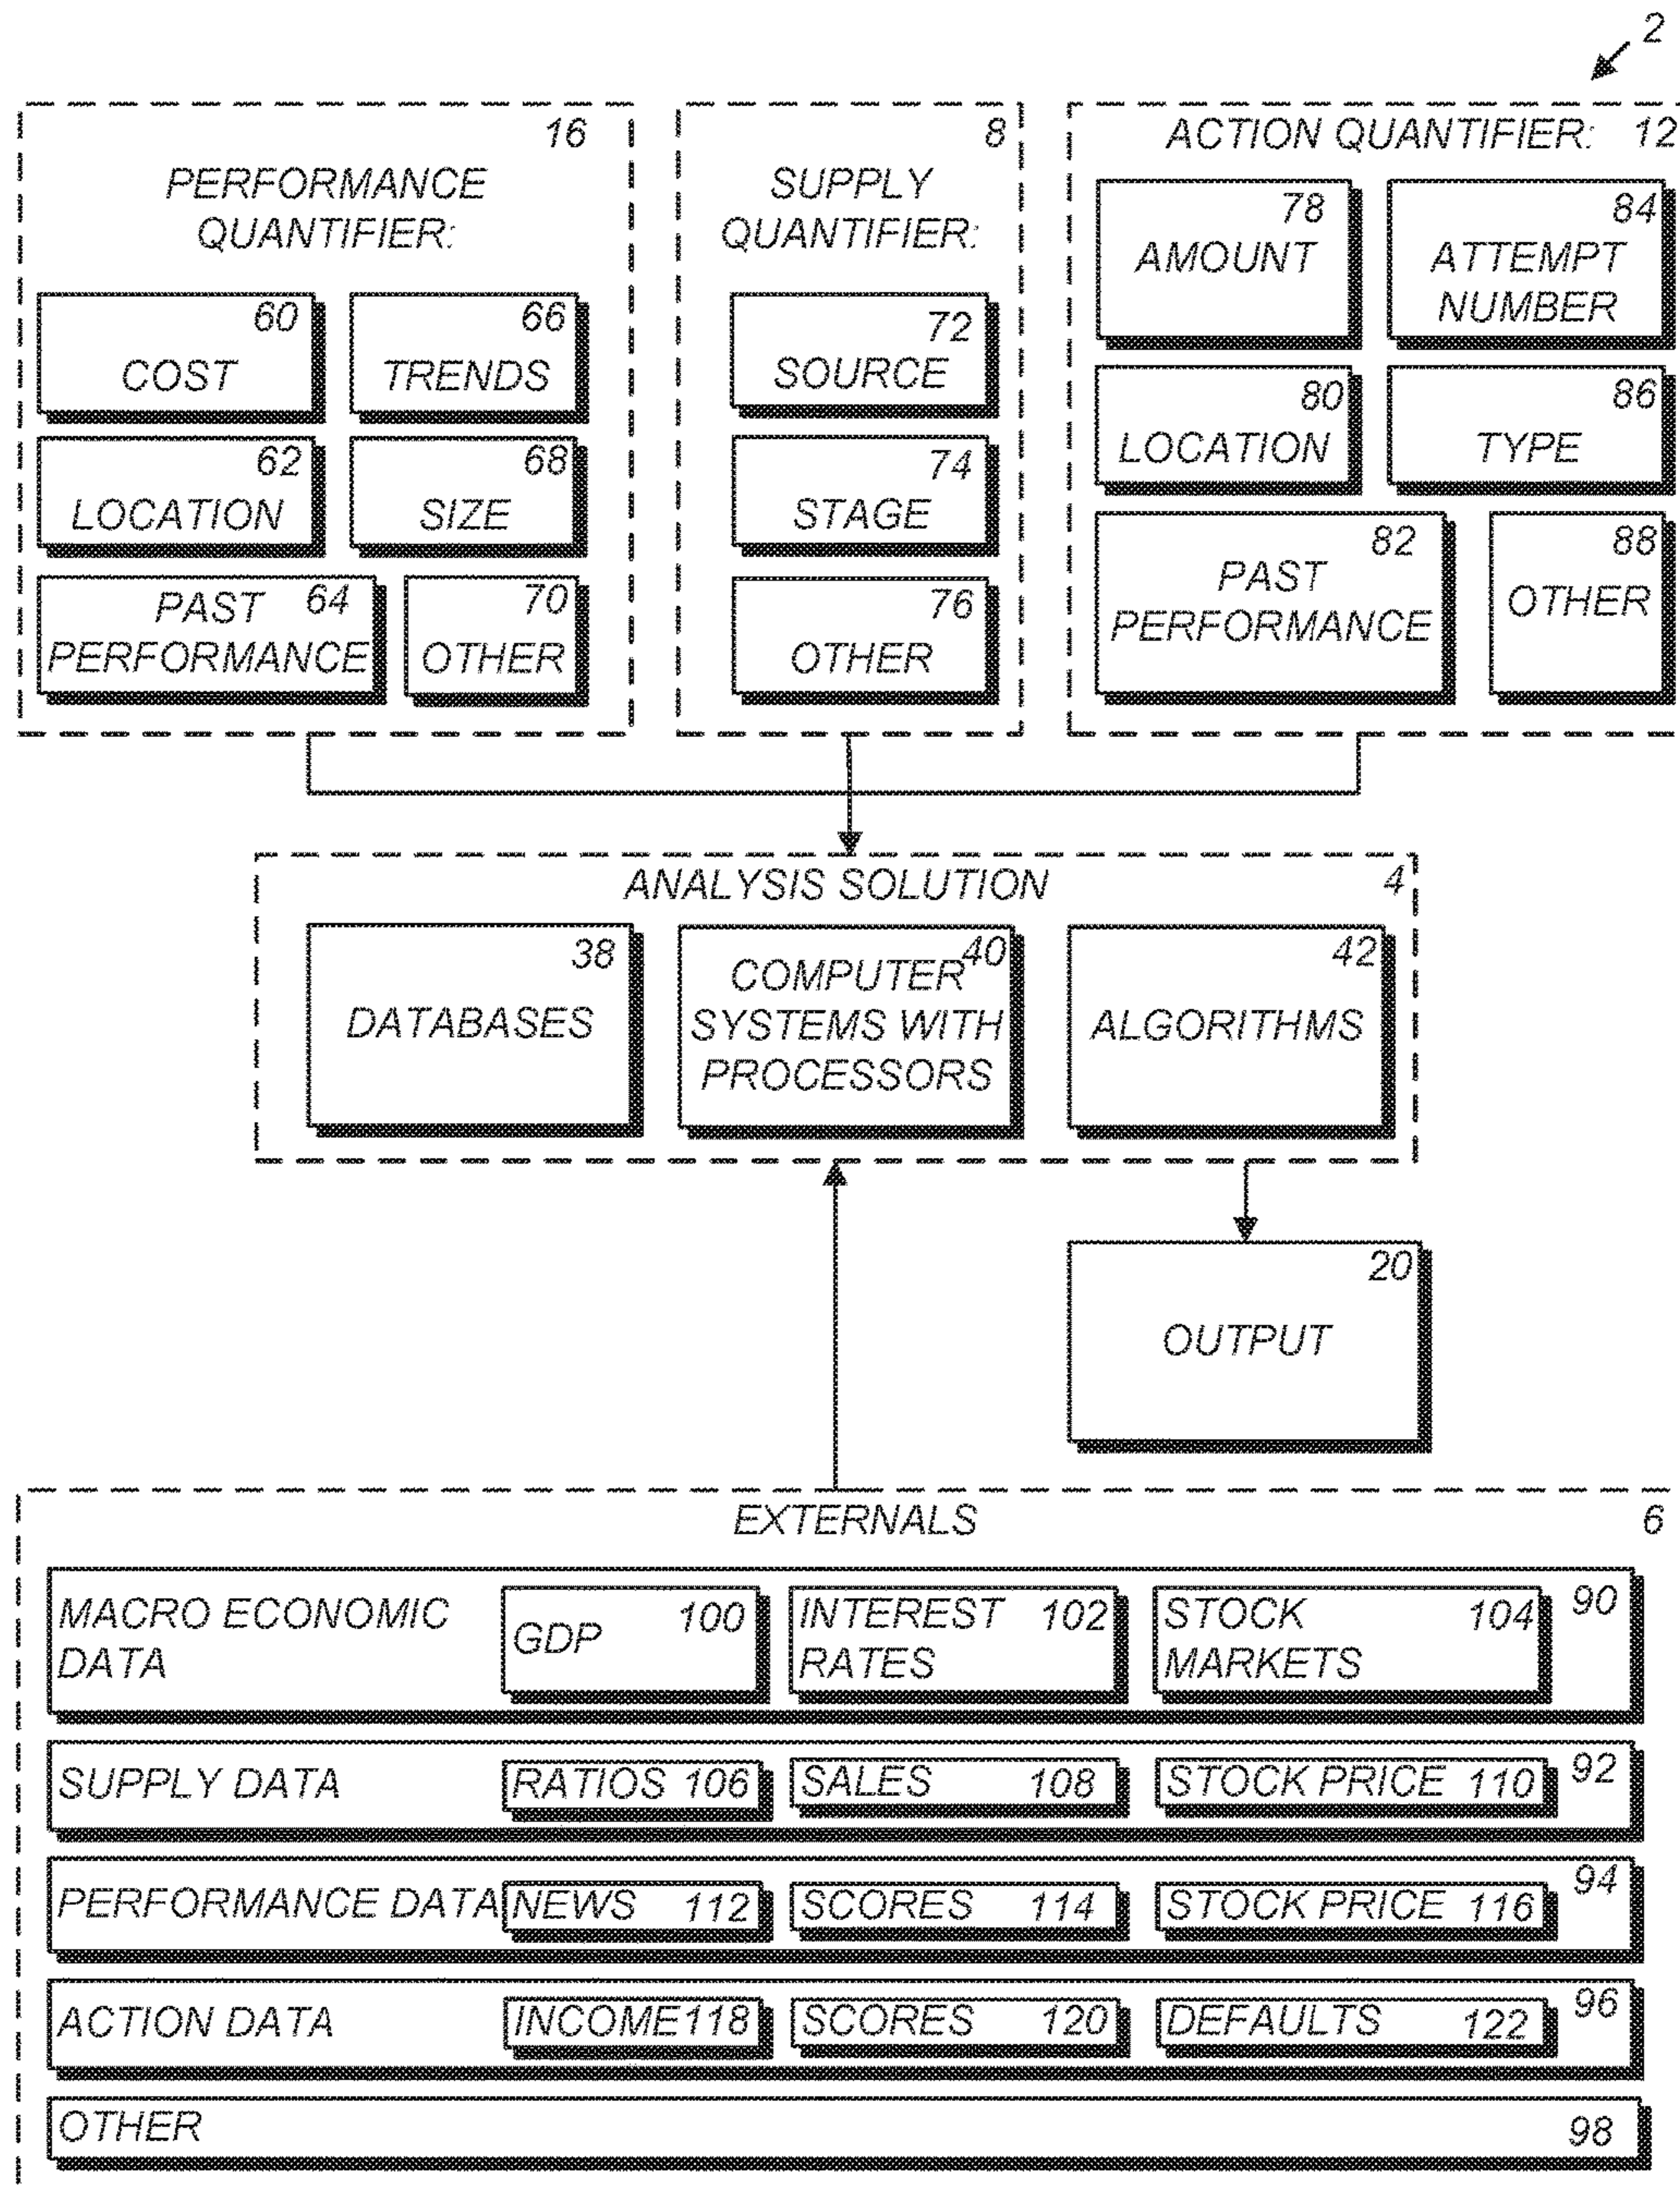 2
16
PERFORMANCE
QUANTIFIER:
60
COST
66
TRENDS
62
LOCATION
68
SIZE
PAST 64
PERFORMANCE
70
OTHER
8
SUPPLY
QUANTIFIER:
72
SOURCE
74
STAGE
76
OTHER
ACTION QUANTIFIER: 12
78
AMOUNT
84
ATTEMPT
NUMBER
80
LOCATION
86
TYPE
82
PAST
PERFORMANCE
88
OTHER
ANALYSIS SOLUTION 4
38
DATABASES
40
COMPUTER
SYSTEMS WITH
PROCESSORS
42
ALGORITHMS
20
OUTPUT
EXTERNALS 6
MACRO ECONOMIC
DATA
GDP 100
INTEREST 102
RATES
STOCK 104
MARKETS
90
SUPPLY DATA
RATIOS 106
SALES 108
STOCK PRICE 110
92
PERFORMANCE DATA
NEWS 112
SCORES 114
STOCK PRICE 116
94
ACTION DATA
INCOME 118
SCORES 120
DEFAULTS 122
96
OTHER 98